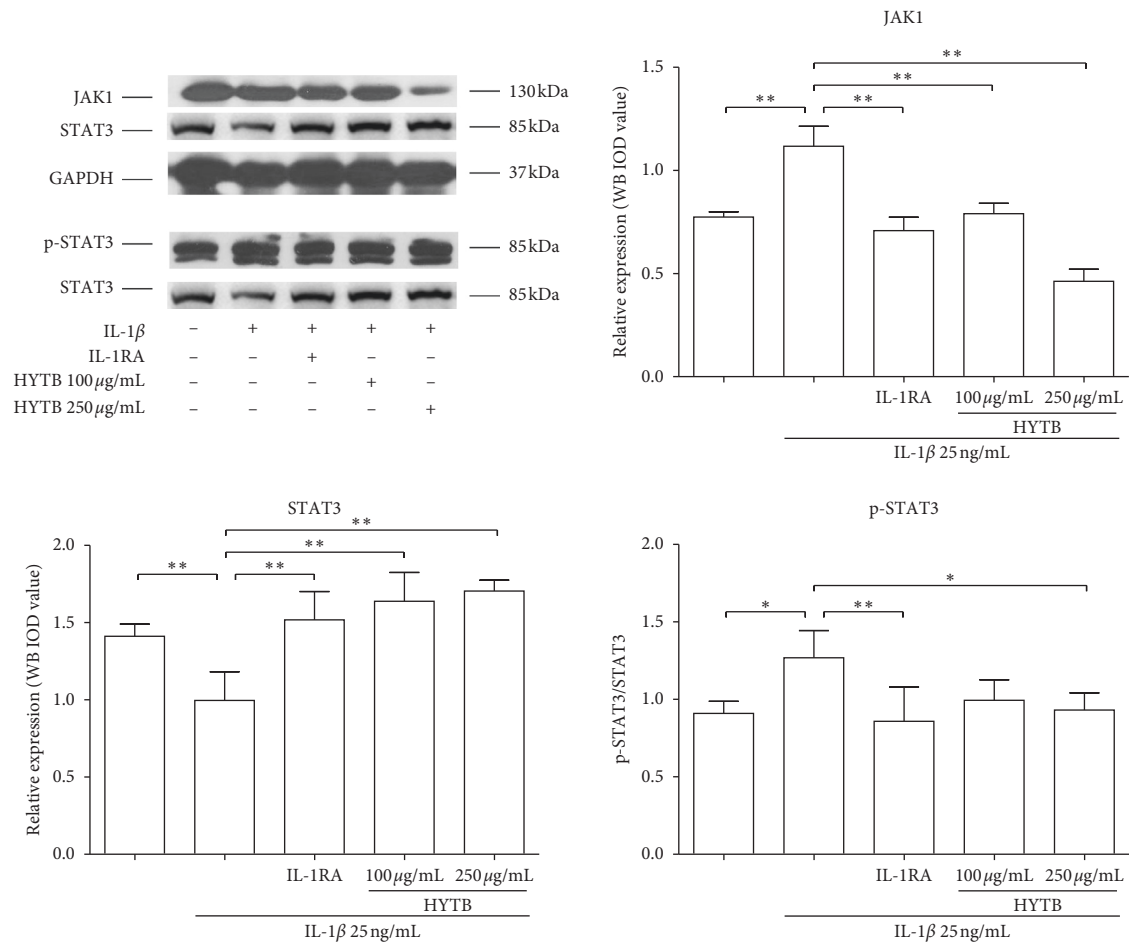 JAK1
130 kDa
STAT3
85 kDa
GAPDH
37 kDa
p-STAT3
85 kDa
STAT3
85 kDa
IL-1β – + + + +
IL-1RA – – + – –
HYTB 100 μg/mL – – – + –
HYTB 250 μg/mL – – – – +
JAK1
Relative expression (WB IOD value)
1.5
1.0
0.5
0.0
**
**
** **
IL-1RA 100 μg/mL 250 μg/mL
HYTB
IL-1β 25 ng/mL
STAT3
Relative expression (WB IOD value)
2.0
1.5
1.0
0.5
0.0
**
**
** **
IL-1RA 100 μg/mL 250 μg/mL
HYTB
IL-1β 25 ng/mL
p-STAT3
p-STAT3/STAT3
2.0
1.5
1.0
0.5
0.0
*
* **
IL-1RA 100 μg/mL 250 μg/mL
HYTB
IL-1β 25 ng/mL